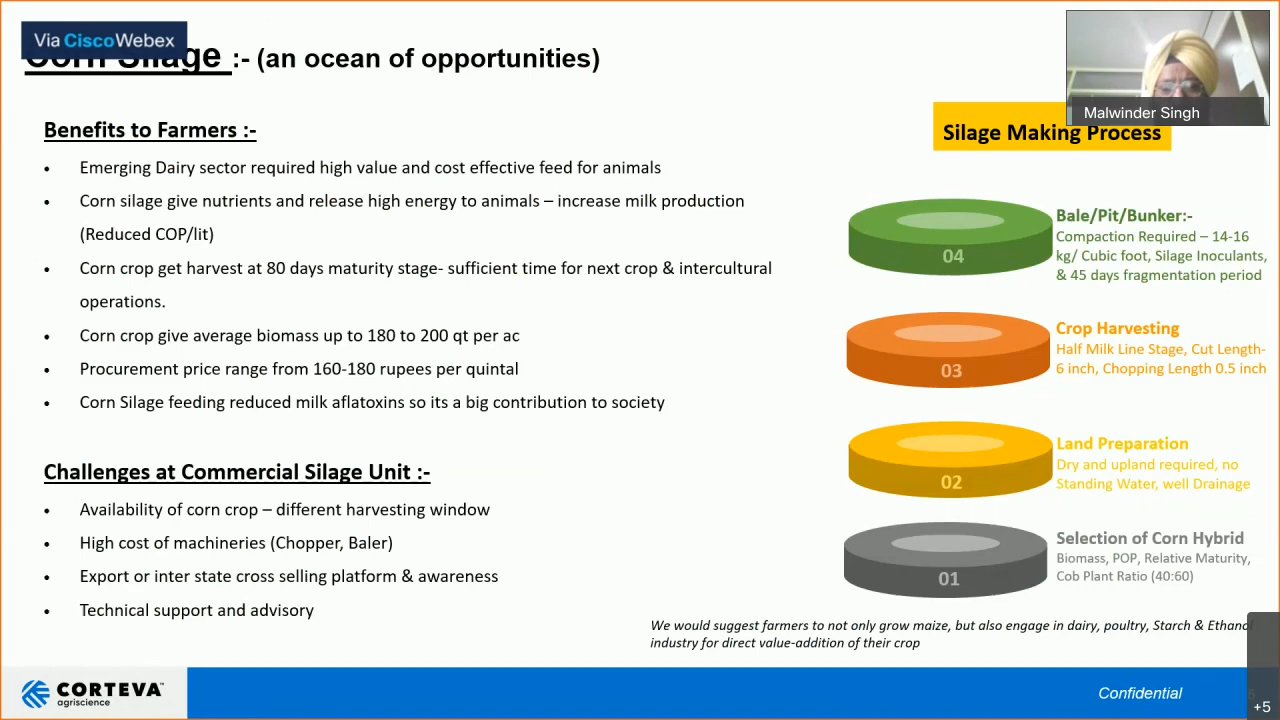 Via CiscoWebex
Corn Silage :- (an ocean of opportunities)
Malwinder Singh
Benefits to Farmers :-
• Emerging Dairy sector required high value and cost effective feed for animals
• Corn silage give nutrients and release high energy to animals – increase milk production
(Reduced COP/lit)
• Corn crop get harvest at 80 days maturity stage- sufficient time for next crop & intercultural
operations.
• Corn crop give average biomass up to 180 to 200 qt per ac
• Procurement price range from 160-180 rupees per quintal
• Corn Silage feeding reduced milk aflatoxins so its a big contribution to society
Challenges at Commercial Silage Unit :-
• Availability of corn crop – different harvesting window
• High cost of machineries (Chopper, Baler)
• Export or inter state cross selling platform & awareness
• Technical support and advisory
Silage Making Process
04
Bale/Pit/Bunker:-
Compaction Required – 14-16
kg/ Cubic foot, Silage Inoculants,
& 45 days fragmentation period
03
Crop Harvesting
Half Milk Line Stage, Cut Length-
6 inch, Chopping Length 0.5 inch
02
Land Preparation
Dry and upland required, no
Standing Water, well Drainage
01
Selection of Corn Hybrid
Biomass, POP, Relative Maturity,
Cob Plant Ratio (40:60)
We would suggest farmers to not only grow maize, but also engage in dairy, poultry, Starch & Ethanol
industry for direct value-addition of their crop
CORTEVA™
agriscience
Confidential
5
+5